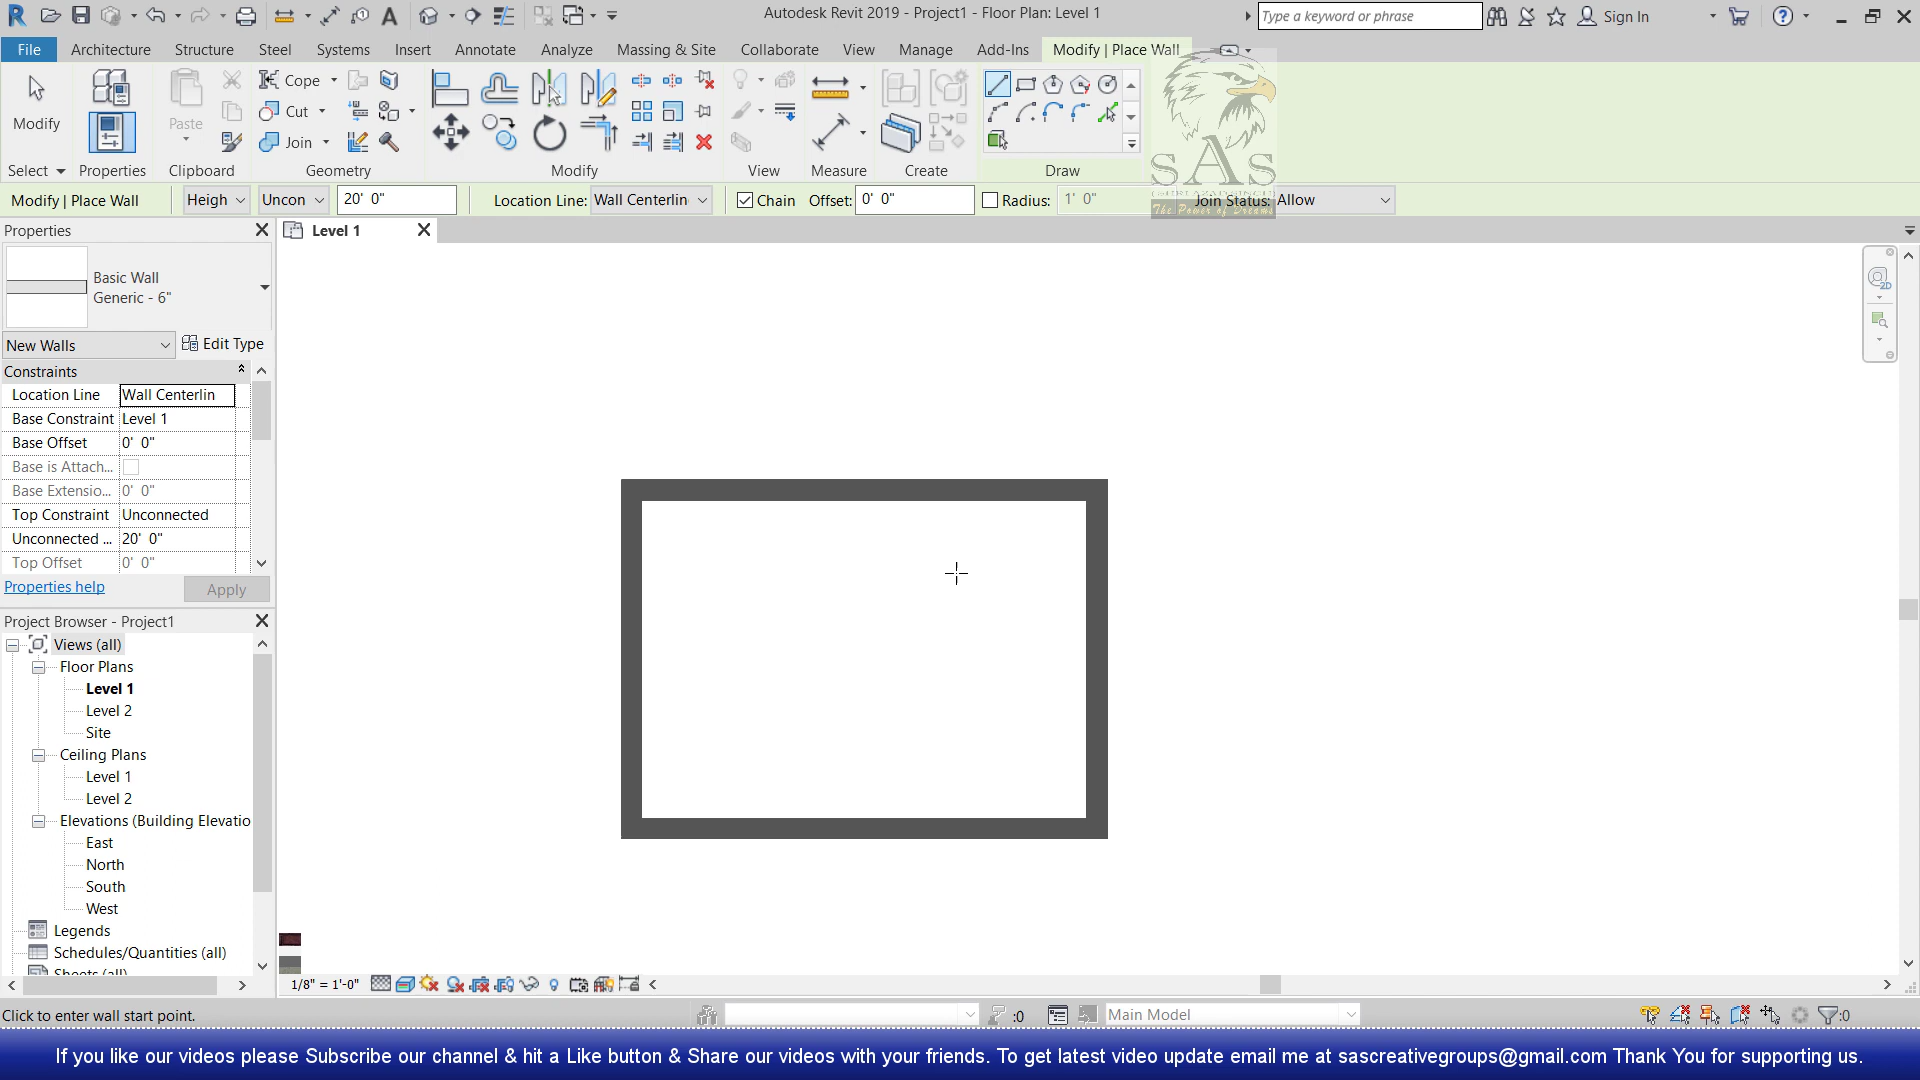 Autodesk Revit 2019 - Project1 - Floor Plan: Level 1
Type a keyword or phrase
Sign In
File Architecture Structure Steel Systems Insert Annotate Analyze Massing & Site Collaborate View Manage Add-Ins Modify | Place Wall
Modify
Paste
Cope
Cut
Join
Select Properties Clipboard Geometry Modify View Measure Create Draw
SAS
The Power of Dreams
Modify | Place Wall Heigh Uncon 20' 0" Location Line: Wall Centerlin Chain Offset: 0' 0" Radius: 1' 0" Join Status: Allow
Properties
Level 1
Basic Wall
Generic - 6"
New Walls
Edit Type
Constraints
Location Line Wall Centerlin
Base Constraint Level 1
Base Offset 0' 0"
Base is Attach...
Base Extensio... 0' 0"
Top Constraint Unconnected
Unconnected ... 20' 0"
Top Offset 0' 0"
Properties help
Apply
Project Browser - Project1
Views (all)
Floor Plans
Level 1
Level 2
Site
Ceiling Plans
Level 1
Level 2
Elevations (Building Elevatio
East
North
South
West
Legends
Schedules/Quantities (all)
Sheets (all)
2D
1/8" = 1'-0"
Click to enter wall start point.
:0
Main Model
:0
If you like our videos please Subscribe our channel & hit a Like button & Share our videos with your friends. To get latest video update email me at sascreativegroups@gmail.com Thank You for supporting us.